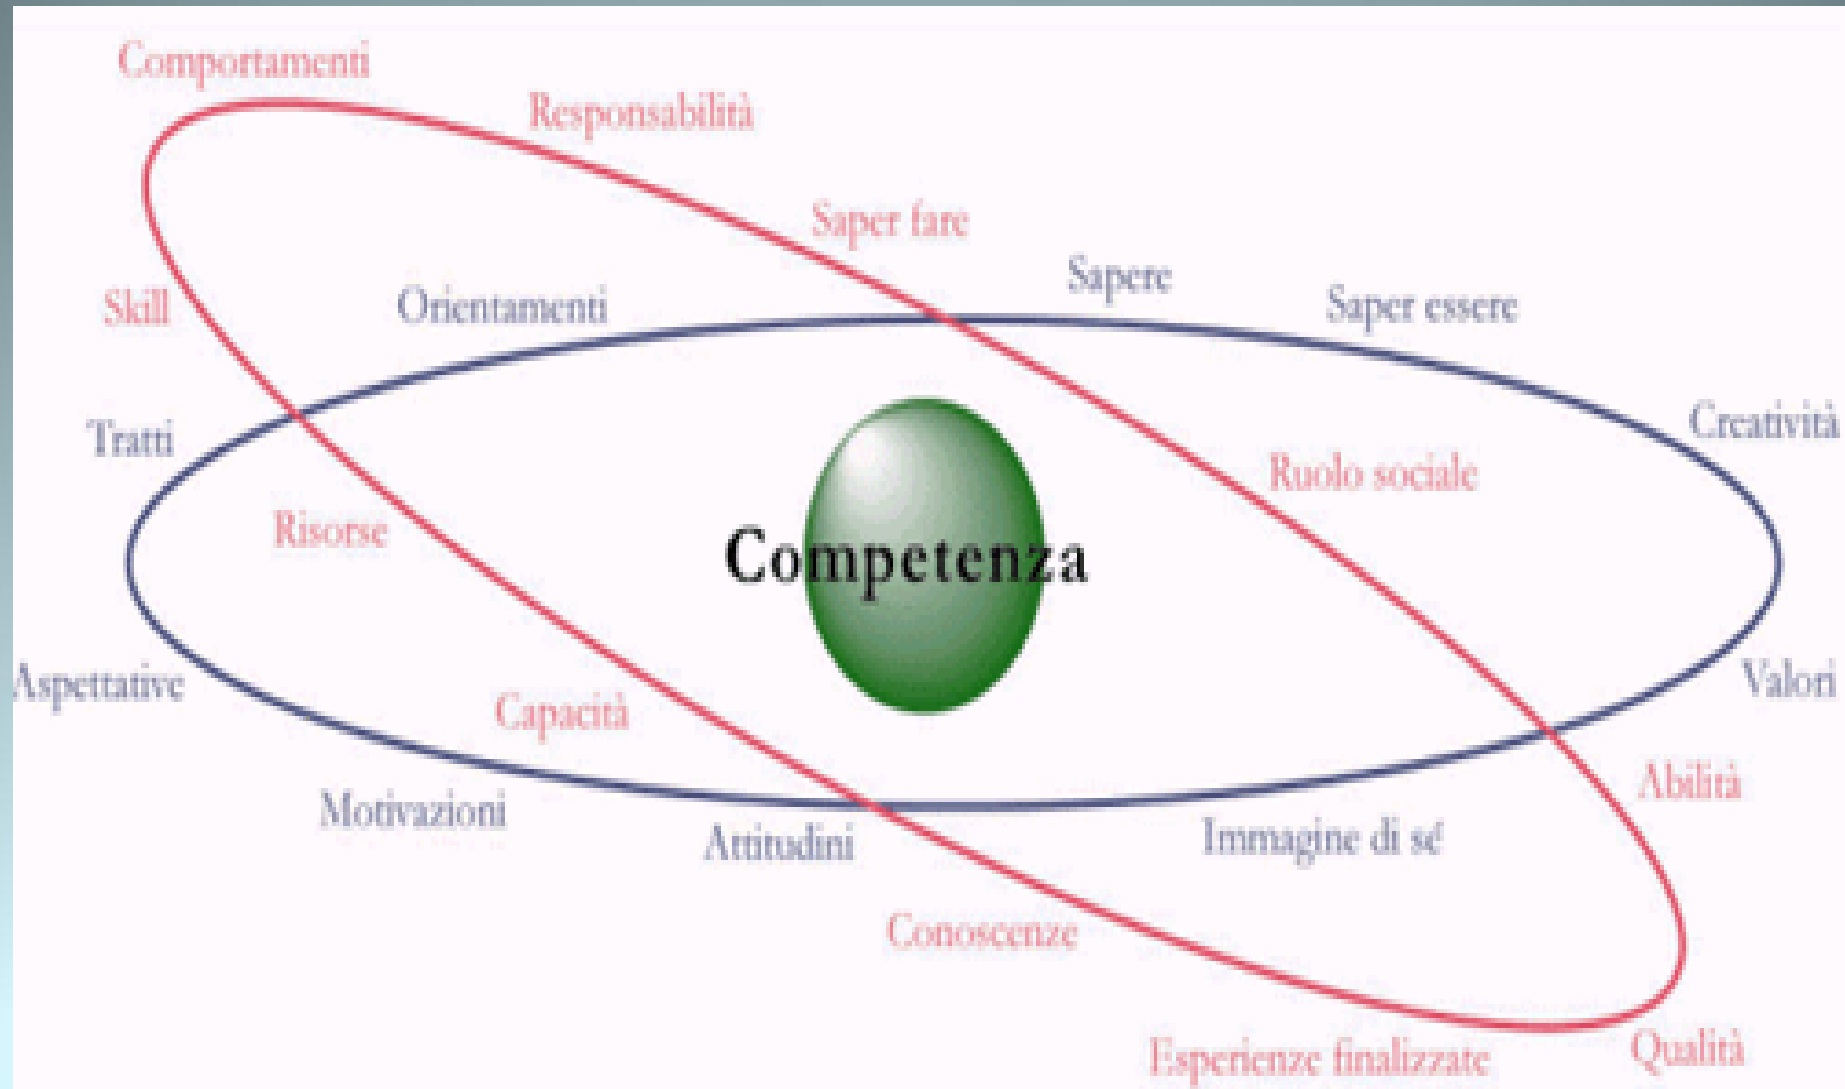 Comportamenti
Responsabilità
Saper fare
Sapere
Skill
Orientamenti
Saper essere
Tratti
Creatività
Ruolo sociale
Risorse
Competenza
Aspettative
Valori
Capacità
Abilità
Motivazioni
Attitudini
Immagine di sé
Conoscenze
Esperienze finalizzate
Qualità